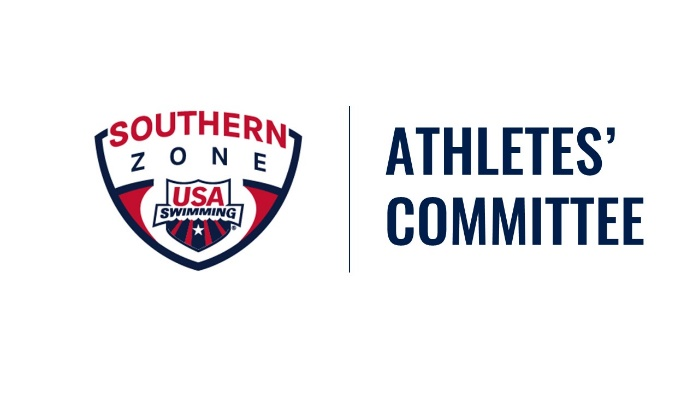 SOUTHERN
ZONE
USA
SWIMMING
®
ATHLETES’
COMMITTEE